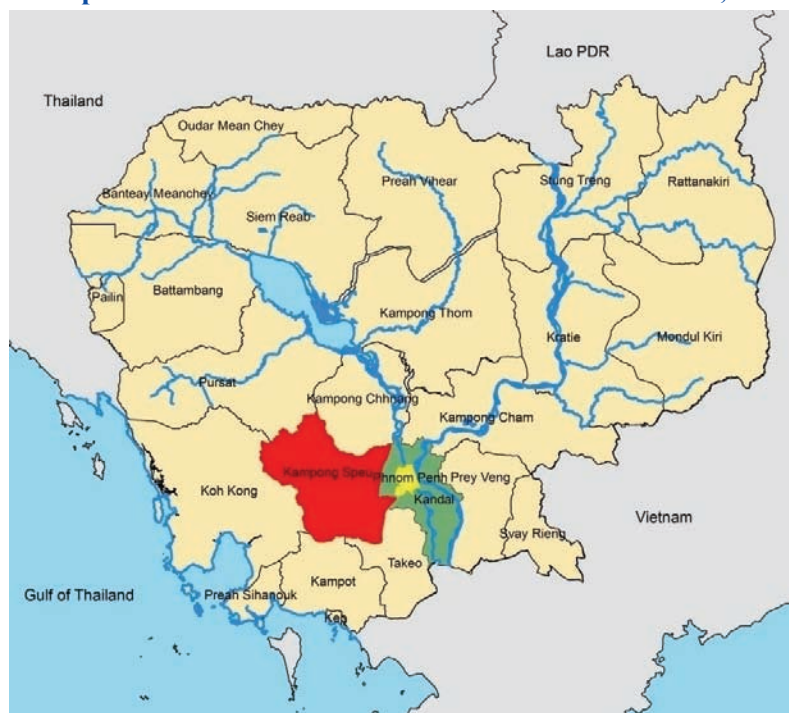 Lao PDR
Thailand
Oudar Mean Chey
Preah Vihear
Stung Treng
Rattanakiri
Banteay Meanchey
Siem Reab
Pailin
Battambang
Kampong Thom
Kratie
Mondul Kiri
Pursat
Kampong Chhnang
Kampong Cham
Kampong Speu
Phnom Penh
Prey Veng
Koh Kong
Kandal
Svay Rieng
Vietnam
Takeo
Kampot
Gulf of Thailand
Preah Sihanouk
Kep